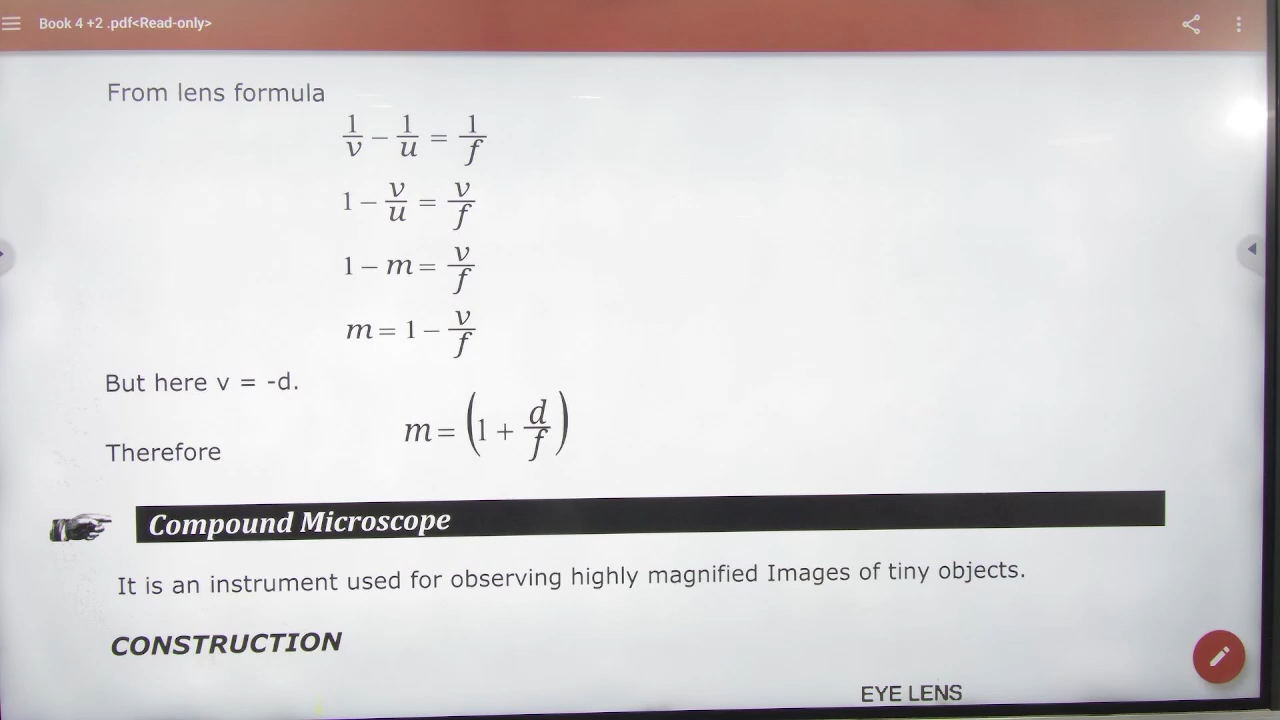 Book 4 +2 .pdf<Read-only>
From lens formula
1/v − 1/u = 1/f
1 − v/u = v/f
1 − m = v/f
m = 1 − v/f
But here v = -d.
m = (1 + d/f)
Therefore
Compound Microscope
It is an instrument used for observing highly magnified Images of tiny objects.
CONSTRUCTION
EYE LENS